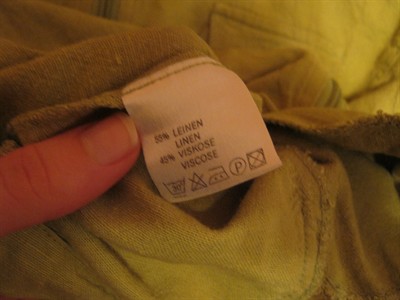 55% LEINEN
LINEN
45% VISKOSE
VISCOSE
P